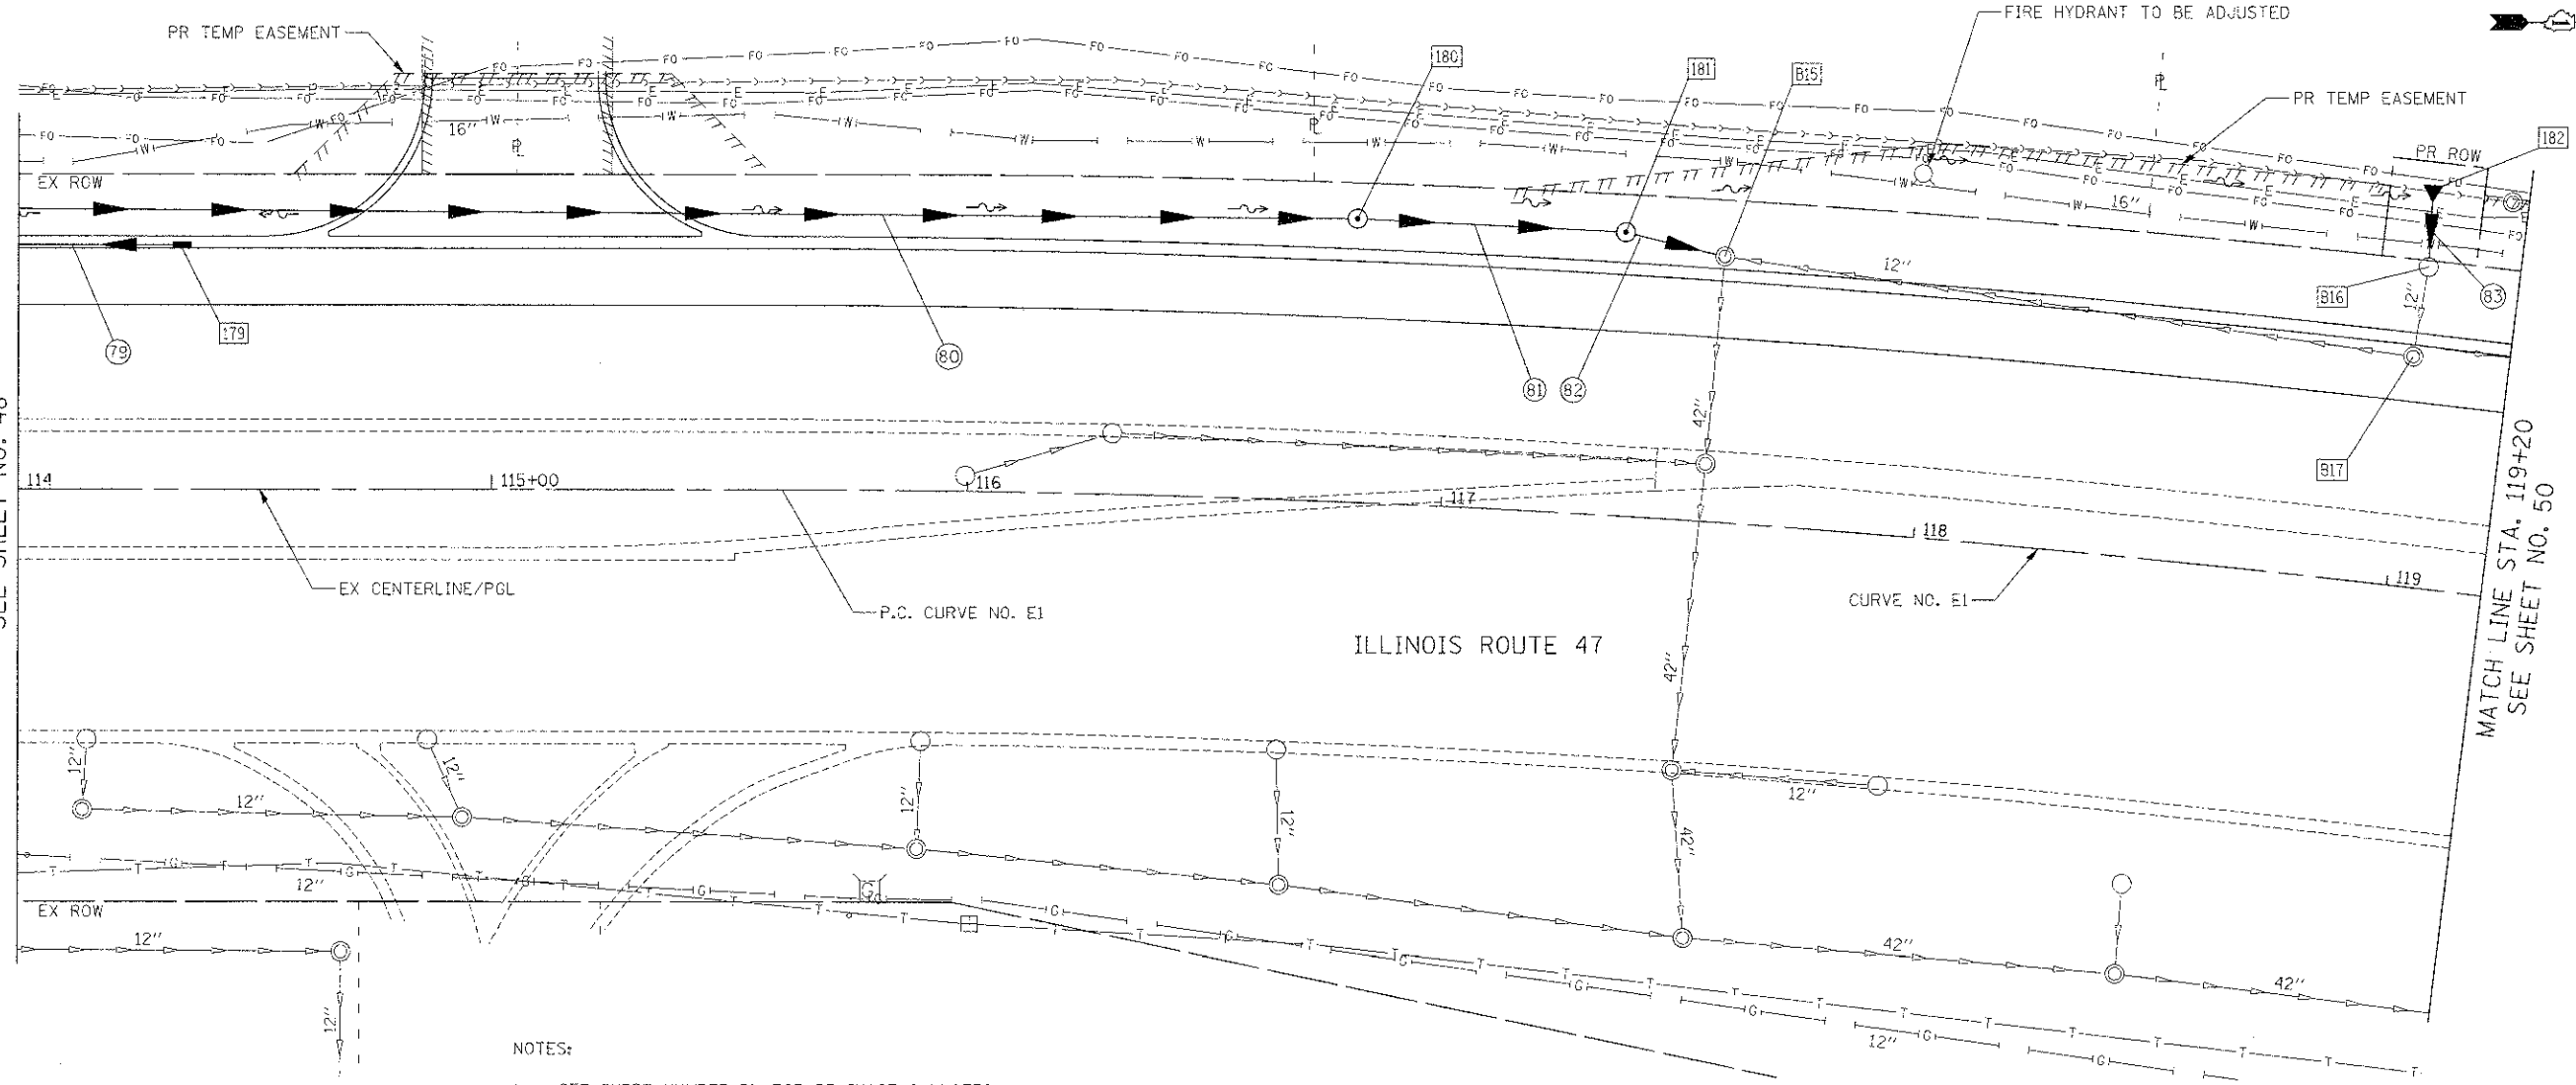 PR TEMP EASEMENT
FIRE HYDRANT TO BE ADJUSTED
180
181
B15
PR TEMP EASEMENT
182
PR ROW
16"
16"
EX ROW
12"
B16
83
12"
179
79
80
81
82
42"
B17
114
115+00
116
117
118
119
EX CENTERLINE/PGL
P.C. CURVE NO. E1
CURVE NO. E1
ILLINOIS ROUTE 47
MATCH LINE STA. 119+20
SEE SHEET NO. 50
42"
12"
12"
12"
12"
12"
12"
42"
12"
EX ROW
12"
42"
42"
12"
12"
NOTES: